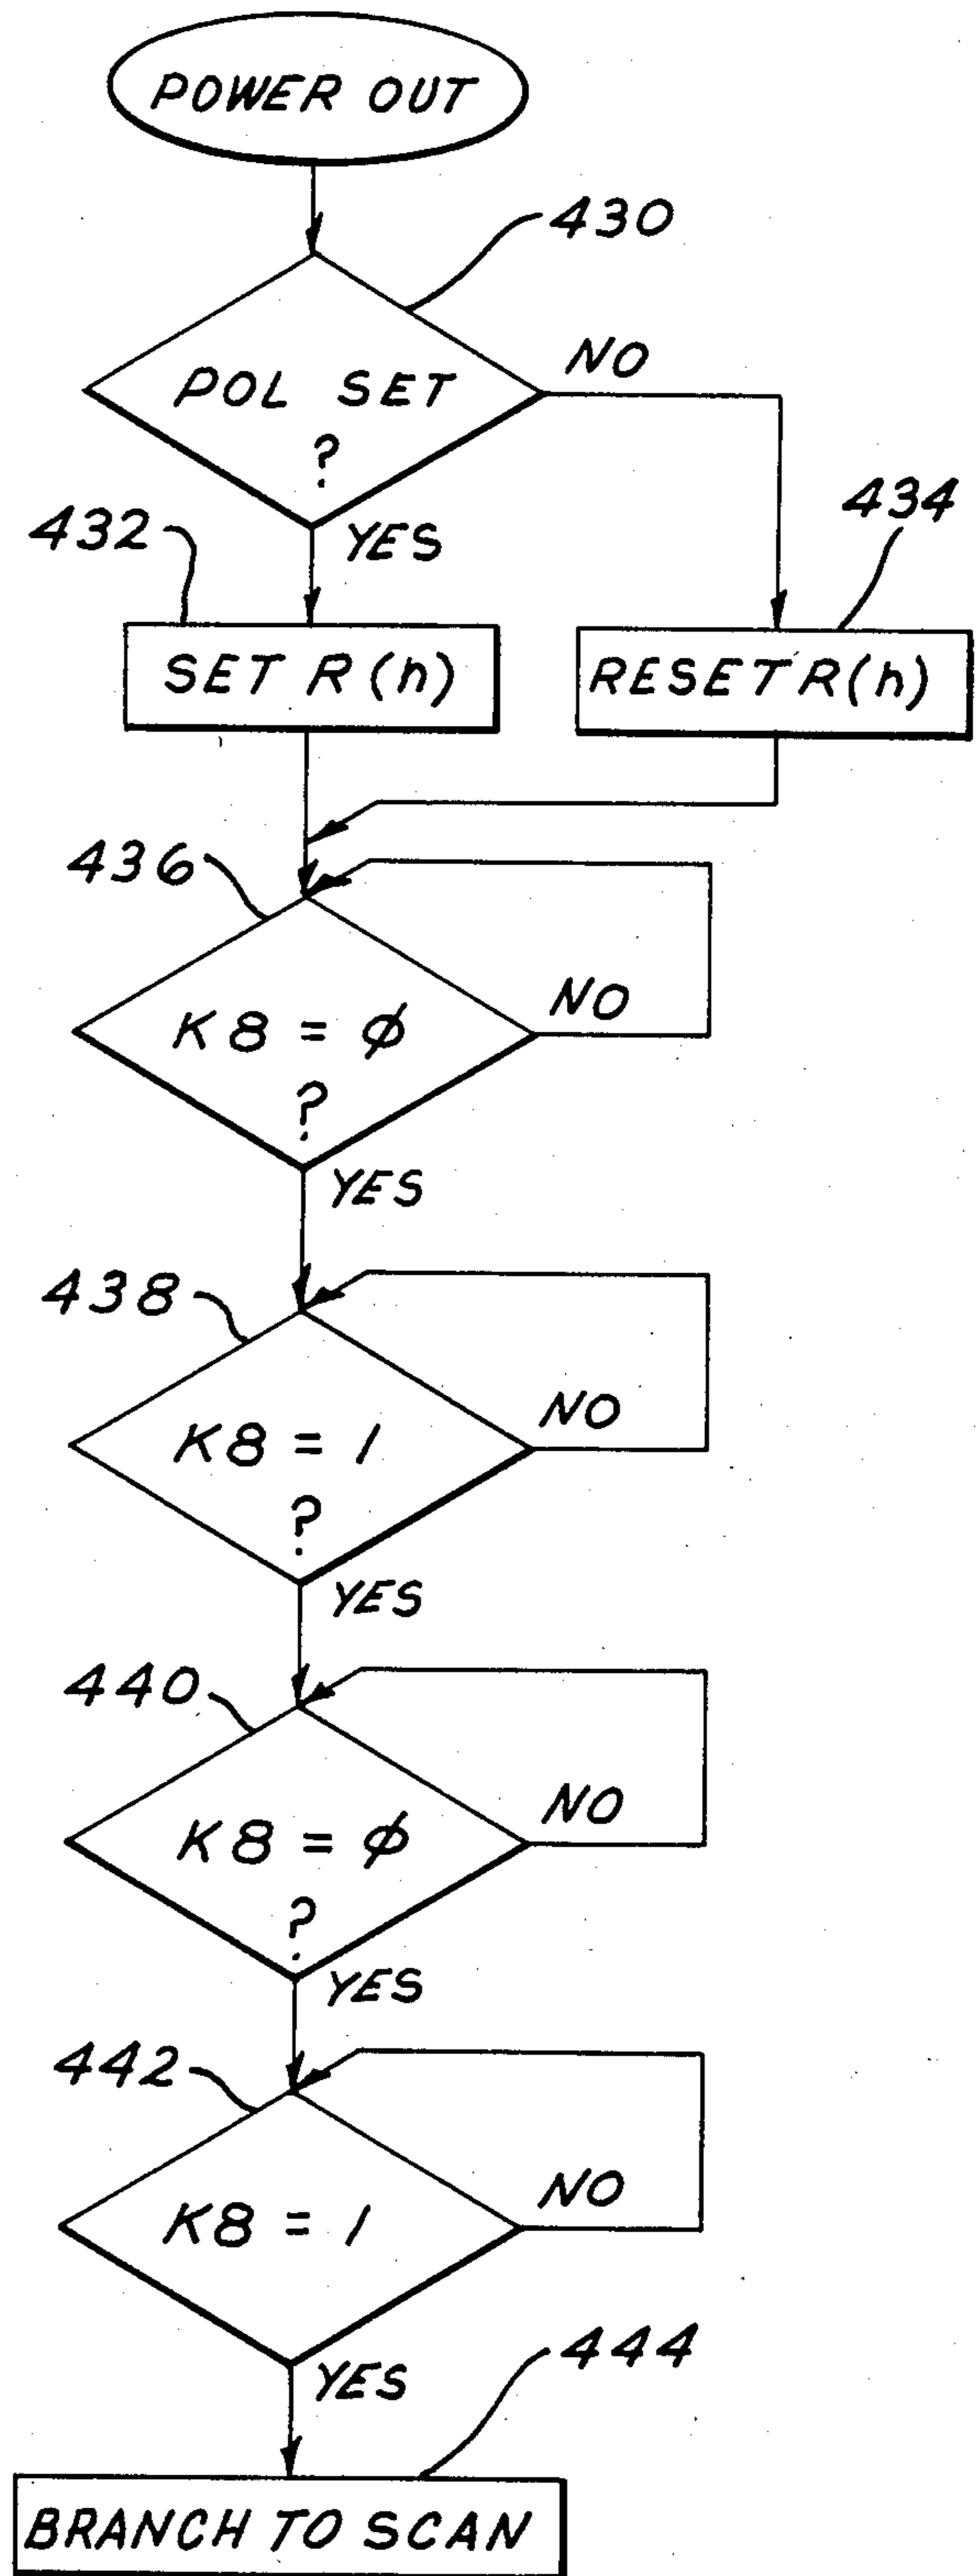 POWER OUT
430
POL SET
?
NO
YES
432
434
SET R(n)
RESET R(n)
436
K8 = φ
?
NO
YES
438
K8 = 1
?
NO
YES
440
K8 = φ
?
NO
YES
442
K8 = 1
NO
YES
444
BRANCH TO SCAN